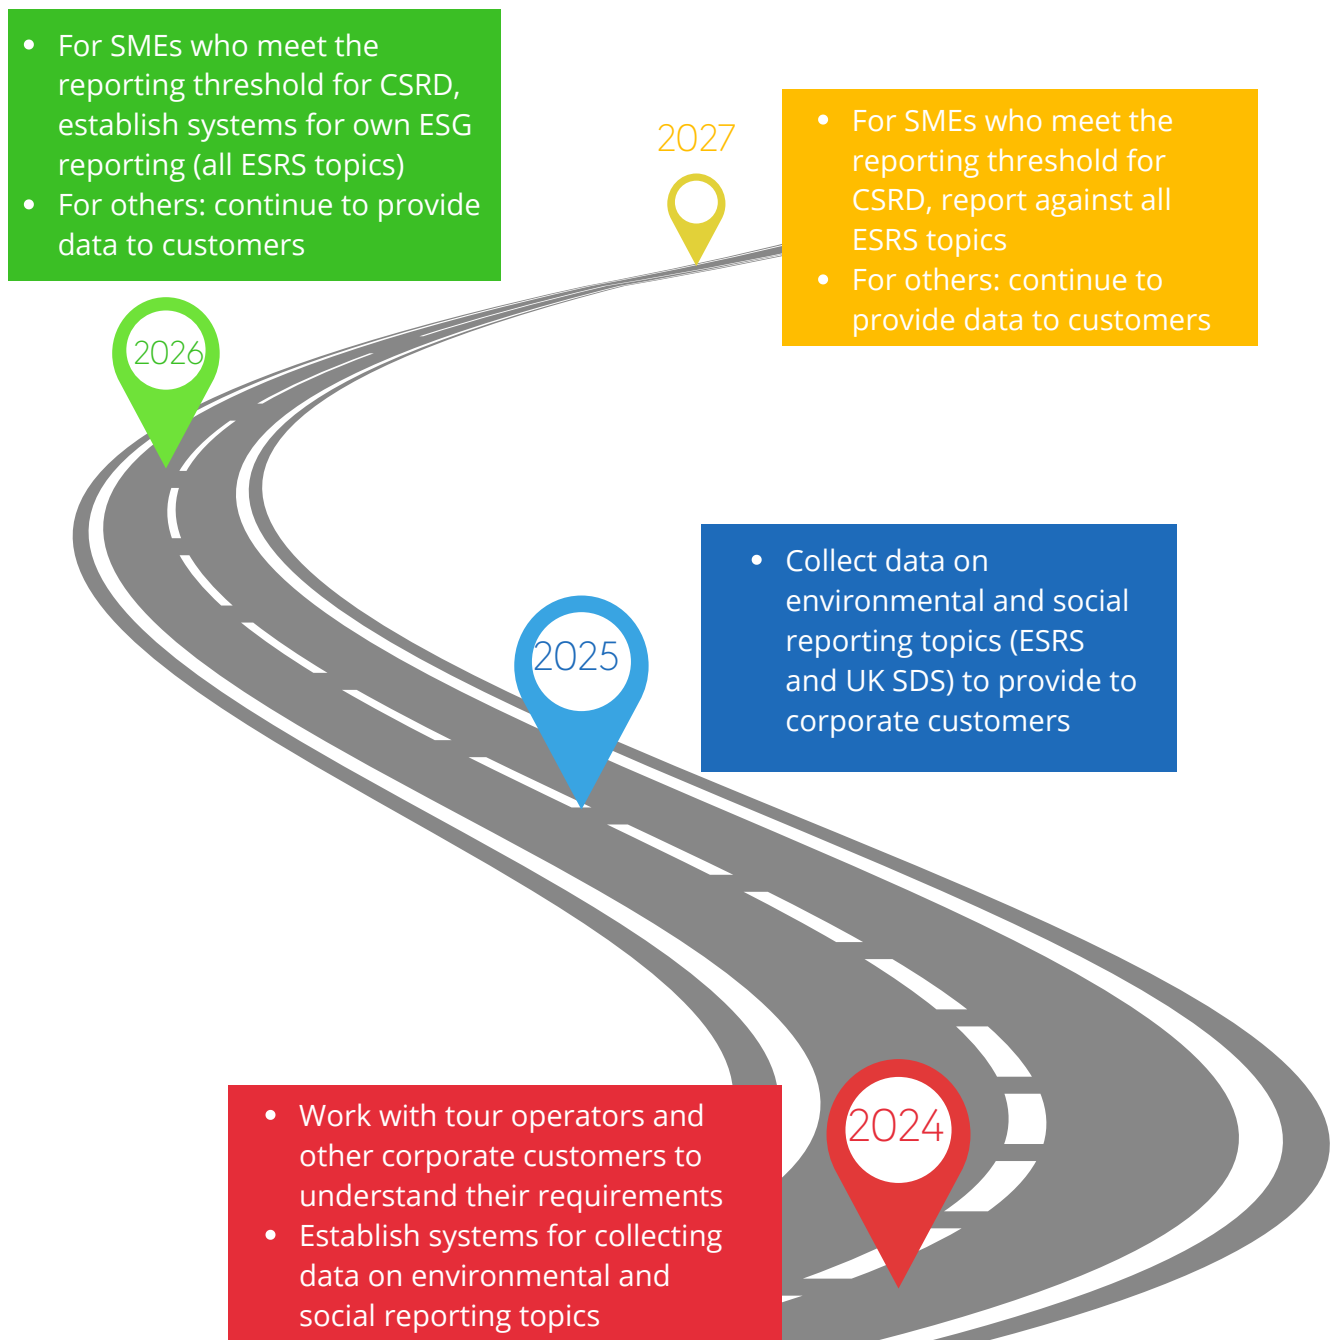 • For SMEs who meet the
reporting threshold for CSRD,
establish systems for own ESG
reporting (all ESRS topics)
• For others: continue to provide
data to customers
2027
• For SMEs who meet the
reporting threshold for
CSRD, report against all
ESRS topics
• For others: continue to
provide data to customers
2026
• Collect data on
environmental and social
reporting topics (ESRS
and UK SDS) to provide to
corporate customers
2025
• Work with tour operators and
other corporate customers to
understand their requirements
• Establish systems for collecting
data on environmental and
social reporting topics
2024